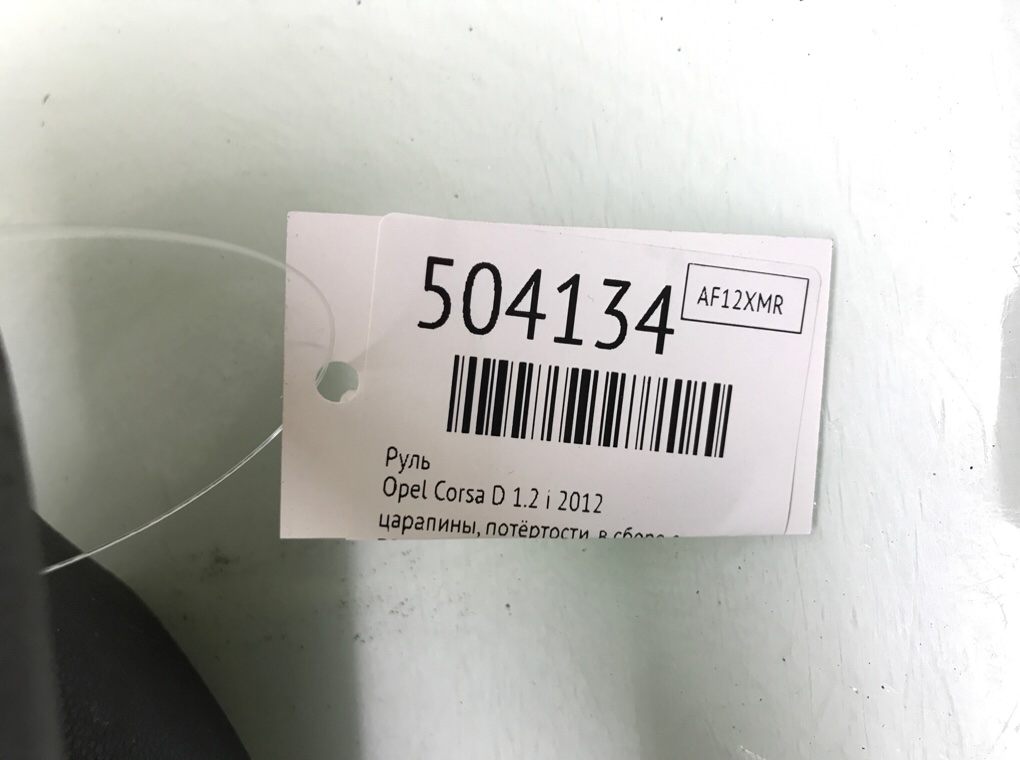 504134
AF12XMR
Руль
Opel Corsa D 1.2 i 2012
царапины, потёртости, в сборе с